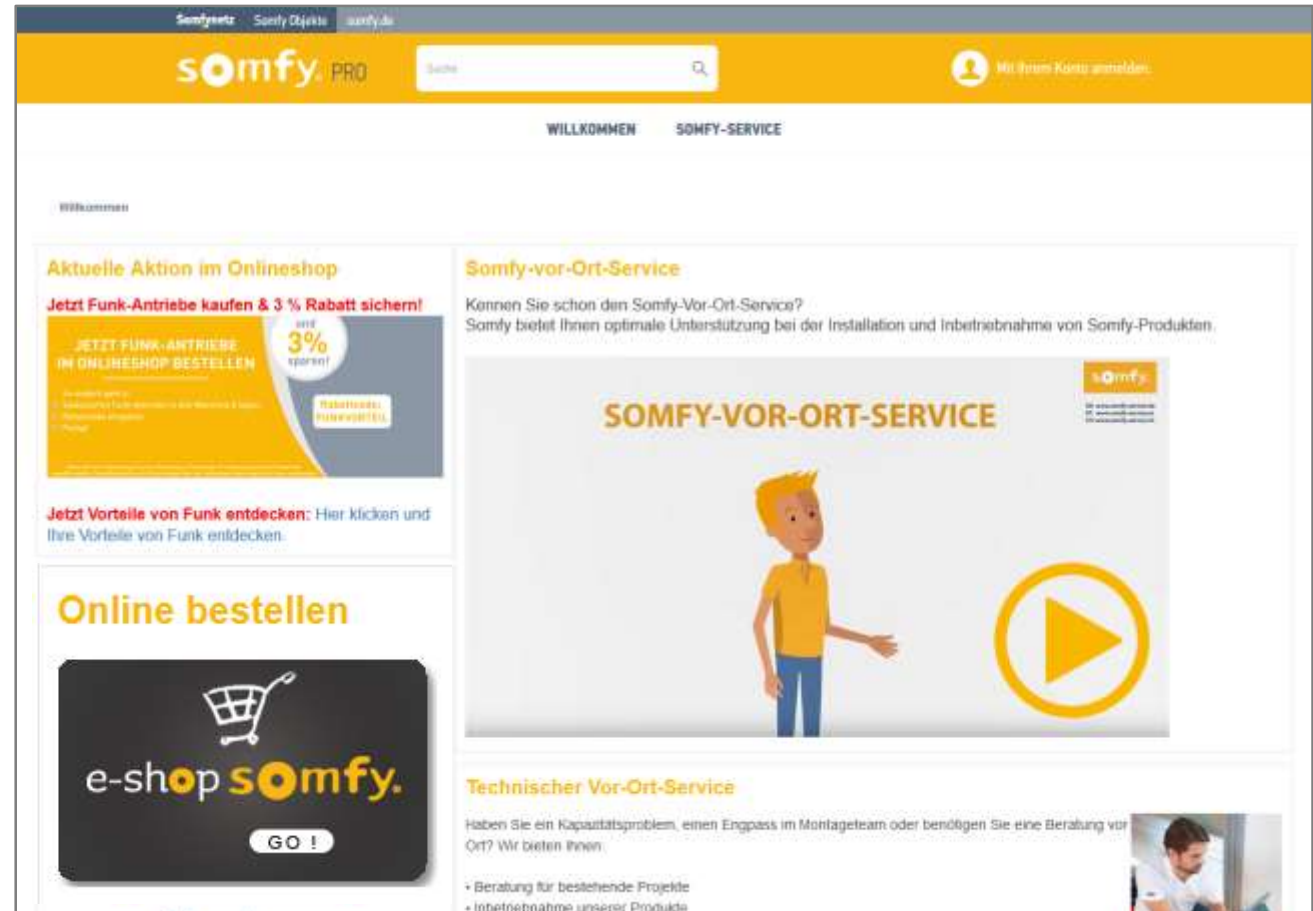 Somfynetz Somfy Objekte somfy.de
somfy. PRO
Suche
Mit Ihrem Konto anmelden
WILLKOMMEN SOMFY-SERVICE
Willkommen
Aktuelle Aktion im Onlineshop
Jetzt Funk-Antriebe kaufen & 3 % Rabatt sichern!
JETZT FUNK-ANTRIEBE
IM ONLINESHOP BESTELLEN
und
3%
sparen!
Rabattcode:
FUNKVORTEIL
Jetzt Vorteile von Funk entdecken: Hier klicken und
Ihre Vorteile von Funk entdecken.
Online bestellen
e-shop somfy.
GO !
Somfy-vor-Ort-Service
Kennen Sie schon den Somfy-Vor-Ort-Service?
Somfy bietet Ihnen optimale Unterstützung bei der Installation und Inbetriebnahme von Somfy-Produkten.
somfy.
SOMFY-VOR-ORT-SERVICE
Technischer Vor-Ort-Service
Haben Sie ein Kapazitätsproblem, einen Engpass im Montageteam oder benötigen Sie eine Beratung vor
Ort? Wir bieten Ihnen:
• Beratung für bestehende Projekte
• Inbetriebnahme unserer Produkte